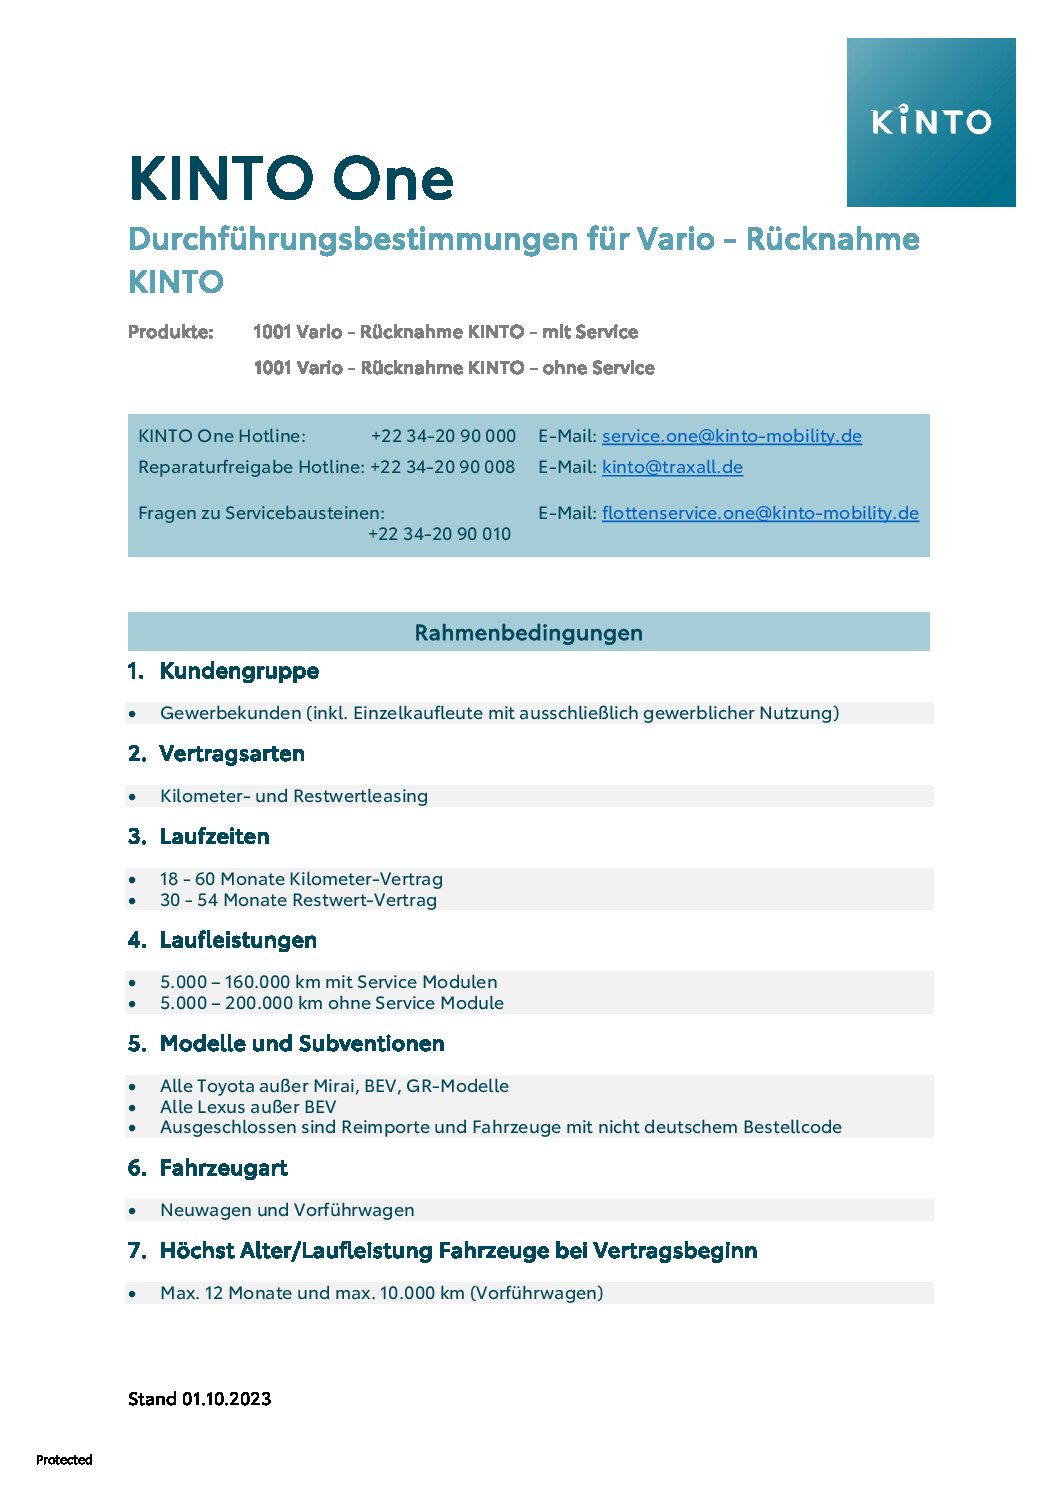 KINTO
KINTO One
Durchführungsbestimmungen für Vario - Rücknahme
KINTO
Produkte: 1001 Vario - Rücknahme KINTO - mit Service
1001 Vario - Rücknahme KINTO - ohne Service
KINTO One Hotline: +22 34-20 90 000 E-Mail: service.one@kinto-mobility.de
Reparaturfreigabe Hotline: +22 34-20 90 008 E-Mail: kinto@traxall.de
Fragen zu Servicebausteinen: E-Mail: flottenservice.one@kinto-mobility.de
+22 34-20 90 010
Rahmenbedingungen
1. Kundengruppe
• Gewerbekunden (inkl. Einzelkaufleute mit ausschließlich gewerblicher Nutzung)
2. Vertragsarten
• Kilometer- und Restwertleasing
3. Laufzeiten
• 18 - 60 Monate Kilometer-Vertrag
• 30 - 54 Monate Restwert-Vertrag
4. Laufleistungen
• 5.000 – 160.000 km mit Service Modulen
• 5.000 – 200.000 km ohne Service Module
5. Modelle und Subventionen
• Alle Toyota außer Mirai, BEV, GR-Modelle
• Alle Lexus außer BEV
• Ausgeschlossen sind Reimporte und Fahrzeuge mit nicht deutschem Bestellcode
6. Fahrzeugart
• Neuwagen und Vorführwagen
7. Höchst Alter/Laufleistung Fahrzeuge bei Vertragsbeginn
• Max. 12 Monate und max. 10.000 km (Vorführwagen)
Stand 01.10.2023
Protected